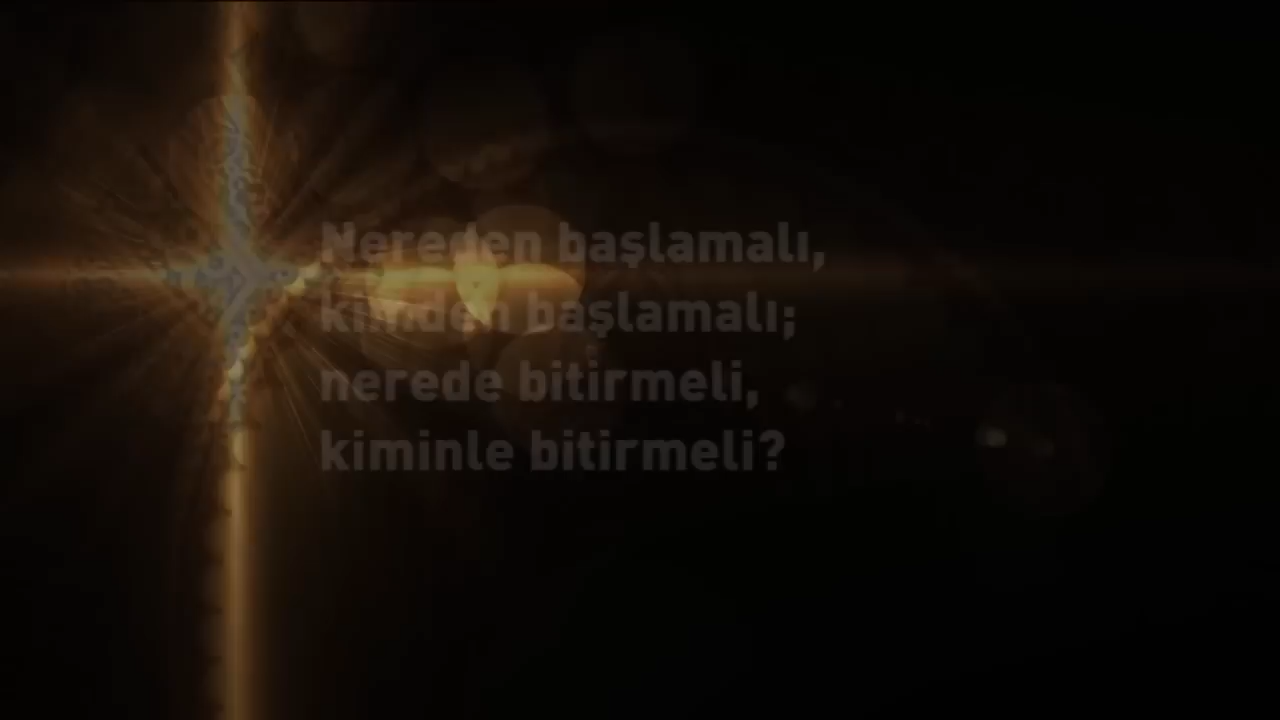 Nereden başlamalı,
kimden başlamalı;
nerede bitirmeli,
kiminle bitirmeli?